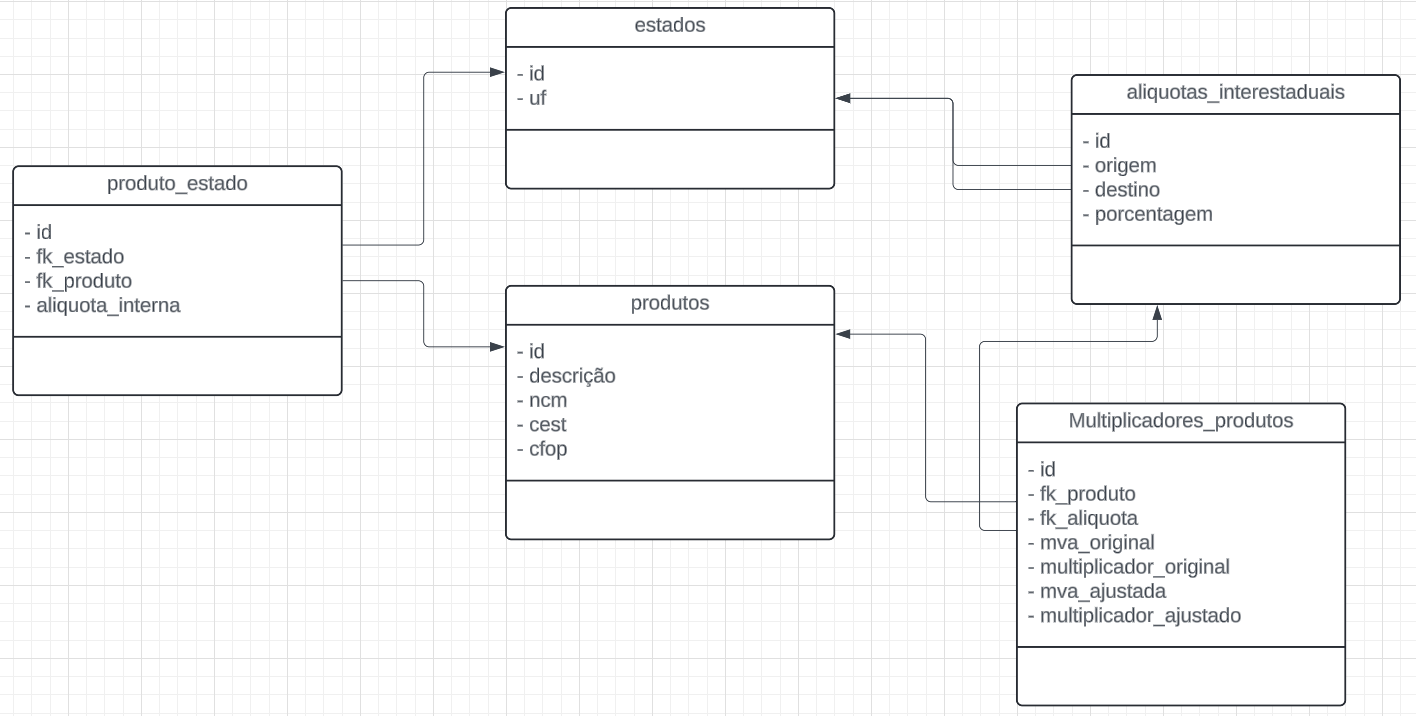 estados
- id
- uf
aliquotas_interestaduais
- id
- origem
- destino
- porcentagem
produto_estado
- id
- fk_estado
- fk_produto
- aliquota_interna
produtos
- id
- descrição
- ncm
- cest
- cfop
Multiplicadores_produtos
- id
- fk_produto
- fk_aliquota
- mva_original
- multiplicador_original
- mva_ajustada
- multiplicador_ajustado